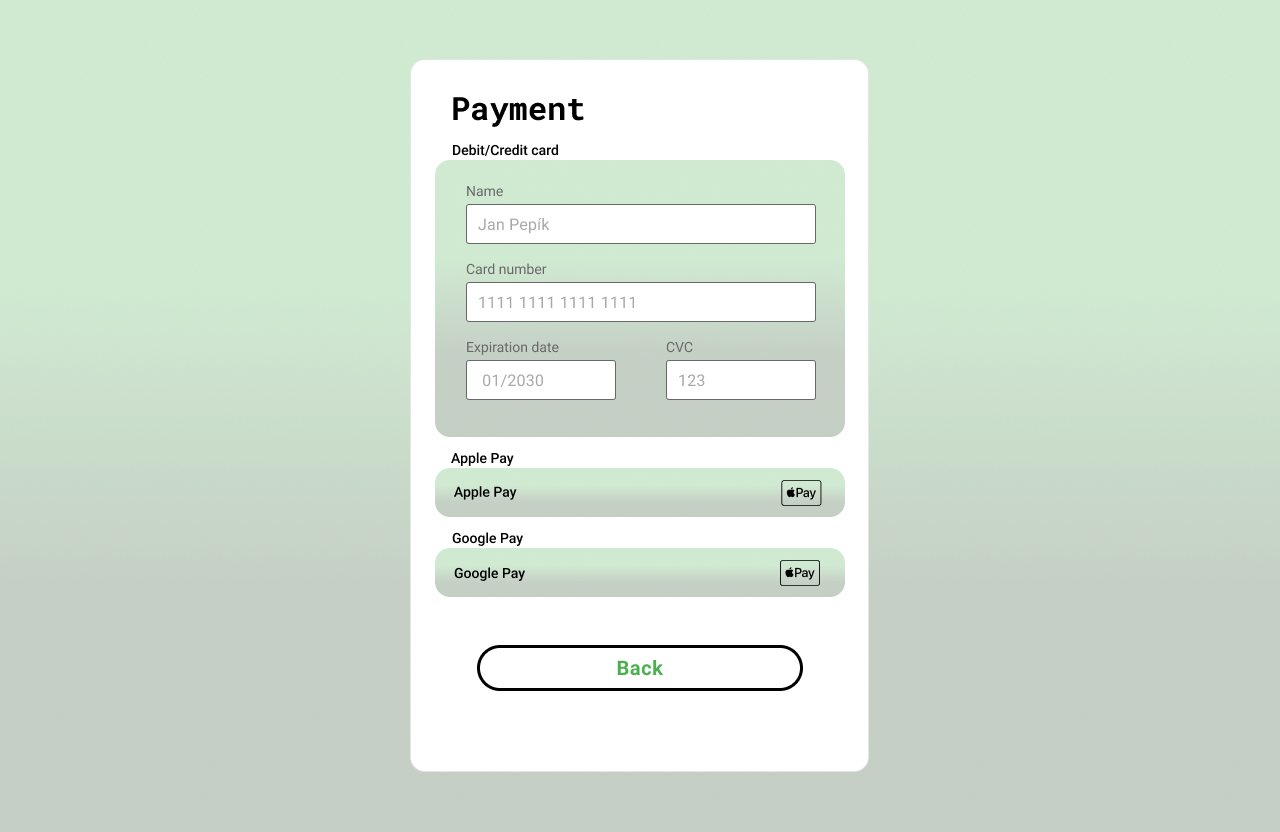 Payment
Debit/Credit card
Name
Jan Pepík
Card number
1111 1111 1111 1111
Expiration date CVC
01/2030 123
Apple Pay
Apple Pay Pay
Google Pay
Google Pay Pay
Back